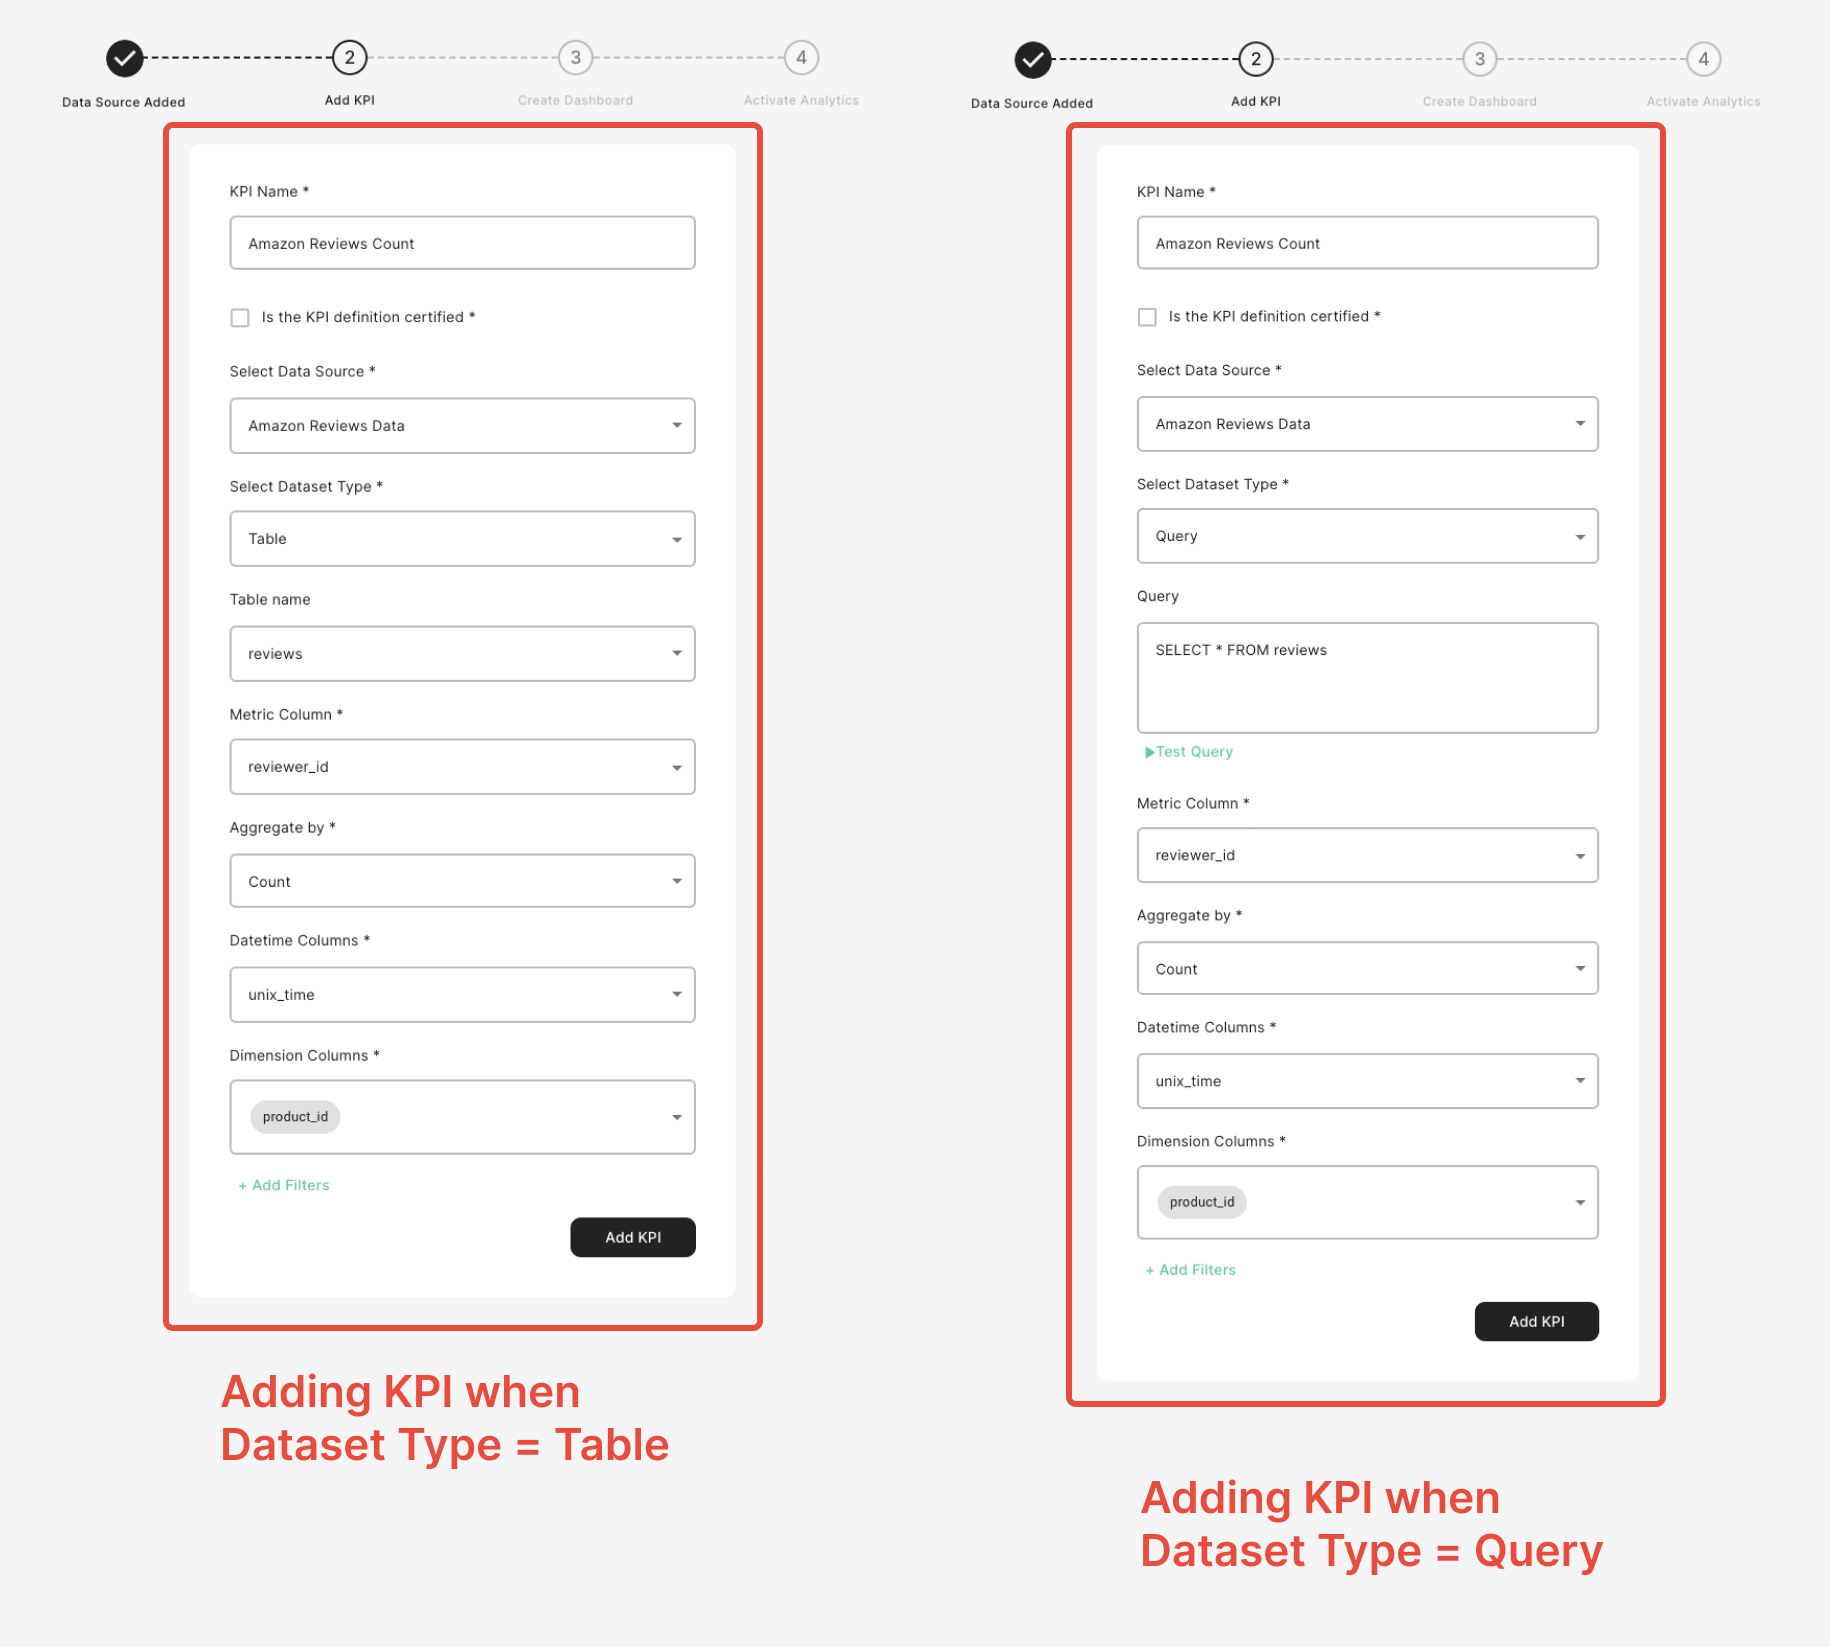 2
3
4
Data Source Added
Add KPI
Create Dashboard
Activate Analytics
KPI Name *
Amazon Reviews Count
Is the KPI definition certified *
Select Data Source *
Amazon Reviews Data
Select Dataset Type *
Table
Table name
reviews
Metric Column *
reviewer_id
Aggregate by *
Count
Datetime Columns *
unix_time
Dimension Columns *
product_id
+ Add Filters
Add KPI
Adding KPI when
Dataset Type = Table
2
3
4
Data Source Added
Add KPI
Create Dashboard
Activate Analytics
KPI Name *
Amazon Reviews Count
Is the KPI definition certified *
Select Data Source *
Amazon Reviews Data
Select Dataset Type *
Query
Query
SELECT * FROM reviews
Test Query
Metric Column *
reviewer_id
Aggregate by *
Count
Datetime Columns *
unix_time
Dimension Columns *
product_id
+ Add Filters
Add KPI
Adding KPI when
Dataset Type = Query